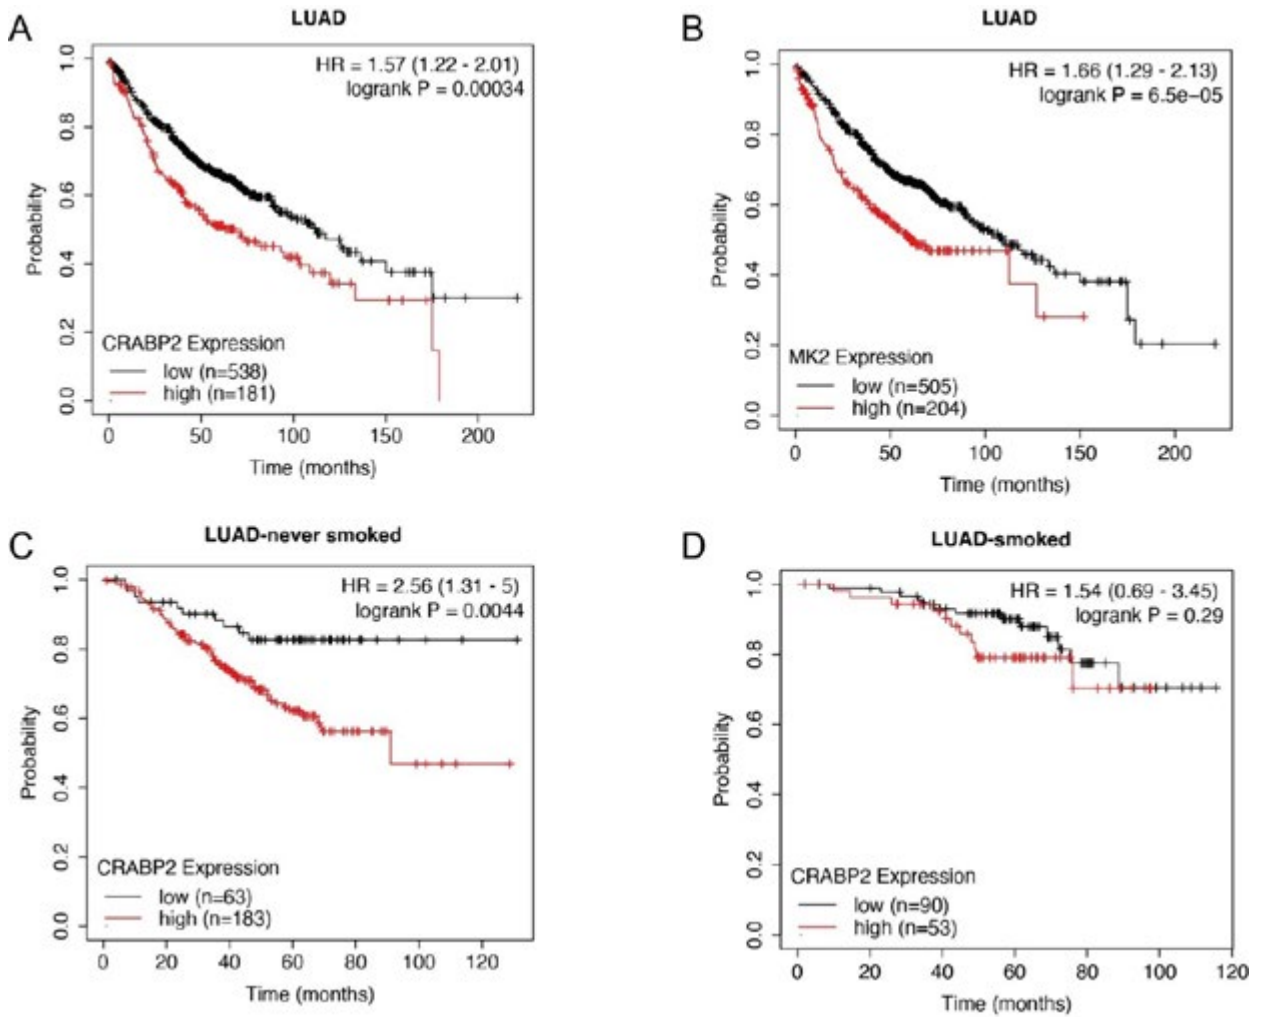 A
LUAD
HR = 1.57 (1.22 - 2.01)
logrank P = 0.00034
Probability
1.0
0.8
0.6
0.4
0.2
0.0
CRABP2 Expression
low (n=538)
high (n=181)
0 50 100 150 200
Time (months)
B
LUAD
HR = 1.66 (1.29 - 2.13)
logrank P = 6.5e−05
Probability
1.0
0.8
0.6
0.4
0.2
0.0
MK2 Expression
low (n=505)
high (n=204)
0 50 100 150 200
Time (months)
C
LUAD-never smoked
HR = 2.56 (1.31 - 5)
logrank P = 0.0044
Probability
1.0
0.8
0.6
0.4
0.2
0.0
CRABP2 Expression
low (n=63)
high (n=183)
0 20 40 60 80 100 120
Time (months)
D
LUAD-smoked
HR = 1.54 (0.69 - 3.45)
logrank P = 0.29
Probability
1.0
0.8
0.6
0.4
0.2
0.0
CRABP2 Expression
low (n=90)
high (n=53)
0 20 40 60 80 100 120
Time (months)